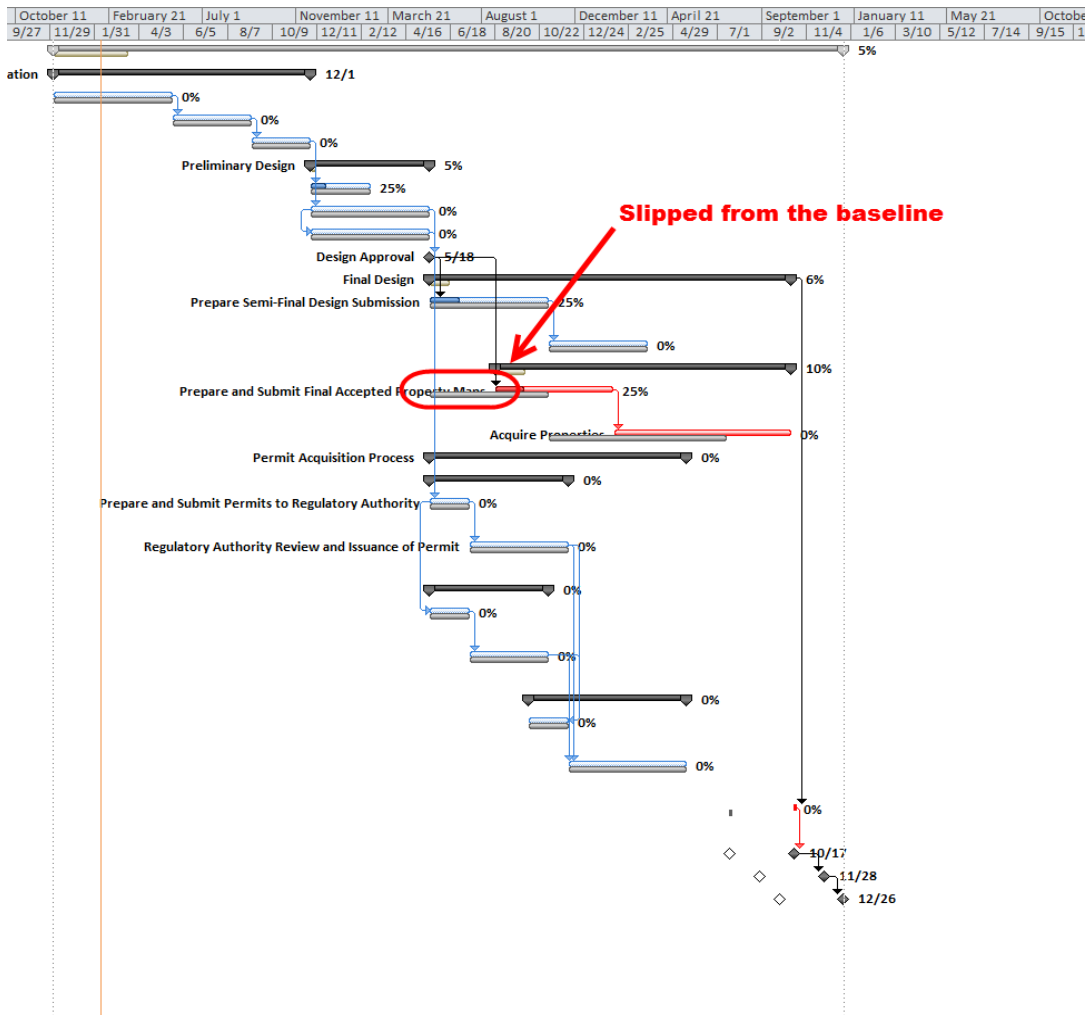 October 11 February 21 July 1 November 11 March 21 August 1 December 11 April 21 September 1 January 11 May 21 Octobe
9/27 11/29 1/31 4/3 6/5 8/7 10/9 12/11 2/12 4/16 6/18 8/20 10/22 12/24 2/25 4/29 7/1 9/2 11/4 1/6 3/10 5/12 7/14 9/15 1
5%
ation 12/1
0%
0%
0%
Preliminary Design 5%
25%
0%
Slipped from the baseline
0%
Design Approval 5/18
Final Design 6%
Prepare Semi-Final Design Submission 25%
0%
10%
Prepare and Submit Final Accepted Property Maps 25%
Acquire Properties 0%
Permit Acquisition Process 0%
0%
Prepare and Submit Permits to Regulatory Authority 0%
Regulatory Authority Review and Issuance of Permit 0%
0%
0%
0%
0%
0%
0%
0%
10/17
11/28
12/26